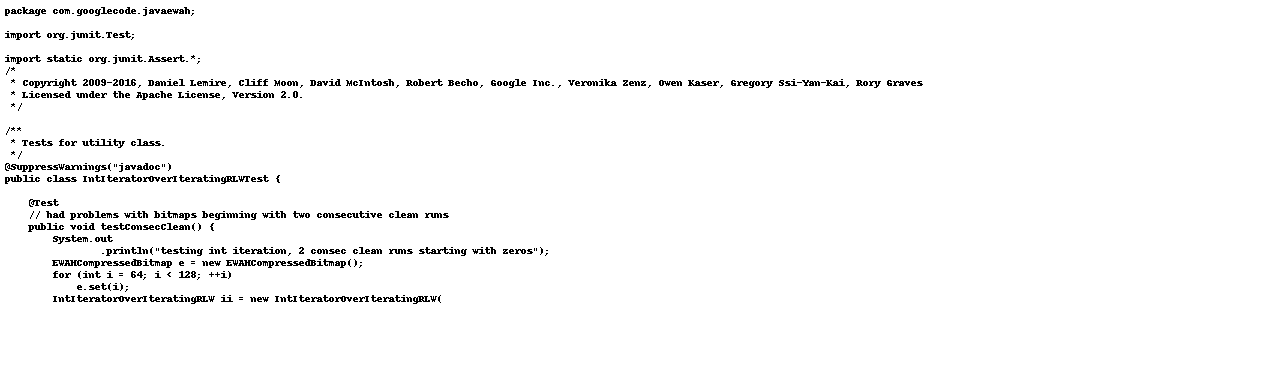 package com.googlecode.javaewah;
import org.junit.Test;
import static org.junit.Assert.*;
/*
 * Copyright 2009-2016, Daniel Lemire, Cliff Moon, David McIntosh, Robert Becho, Google Inc., Veronika Zenz, Owen Kaser, Gregory Ssi-Yan-Kai, Rory Graves
 * Licensed under the Apache License, Version 2.0.
 */
/**
 * Tests for utility class.
 */
@SuppressWarnings("javadoc")
public class IntIteratorOverIteratingRLWTest {
    @Test
    // had problems with bitmaps beginning with two consecutive clean runs
    public void testConsecClean() {
        System.out
                .println("testing int iteration, 2 consec clean runs starting with zeros");
        EWAHCompressedBitmap e = new EWAHCompressedBitmap();
        for (int i = 64; i < 128; ++i)
            e.set(i);
        IntIteratorOverIteratingRLW ii = new IntIteratorOverIteratingRLW(